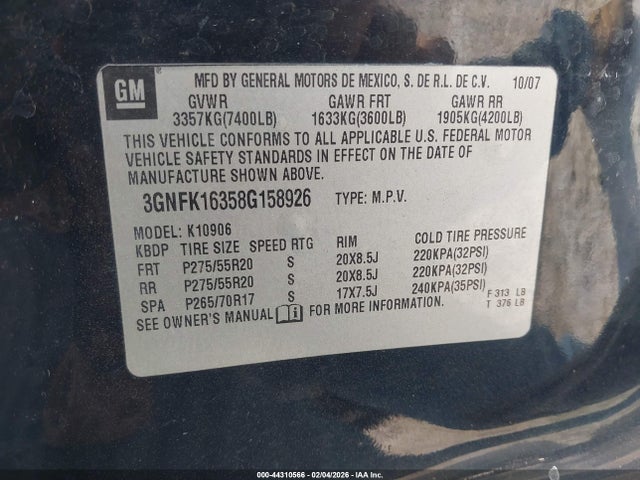 GM
MFD BY GENERAL MOTORS DE MEXICO, S. DE R.L. DE C.V. 10/07
GVWR GAWR FRT GAWR RR
3357KG(7400LB) 1633KG(3600LB) 1905KG(4200LB)
THIS VEHICLE CONFORMS TO ALL APPLICABLE U.S. FEDERAL MOTOR
VEHICLE SAFETY STANDARDS IN EFFECT ON THE DATE OF
MANUFACTURE SHOWN ABOVE.
3GNFK16358G158926 TYPE: M.P.V.
MODEL: K10906
KBDP TIRE SIZE SPEED RTG RIM COLD TIRE PRESSURE
FRT P275/55R20 S 20X8.5J 220KPA(32PSI)
RR P275/55R20 S 20X8.5J 220KPA(32PSI)
SPA P265/70R17 S 17X7.5J 240KPA(35PSI)
SEE OWNER'S MANUAL i FOR MORE INFORMATION.
F 313 LB
T 376 LB
000-44310566 - 02/04/2026 - IAA Inc.